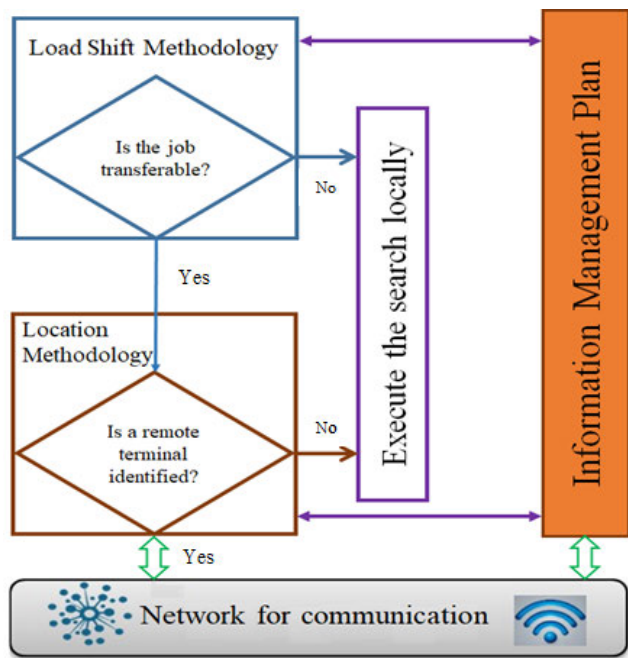 Load Shift Methodology
Is the job
transferable?
No
Yes
Location
Methodology
Is a remote
terminal
identified?
No
Yes
Execute the search locally
Information Management Plan
Network for communication